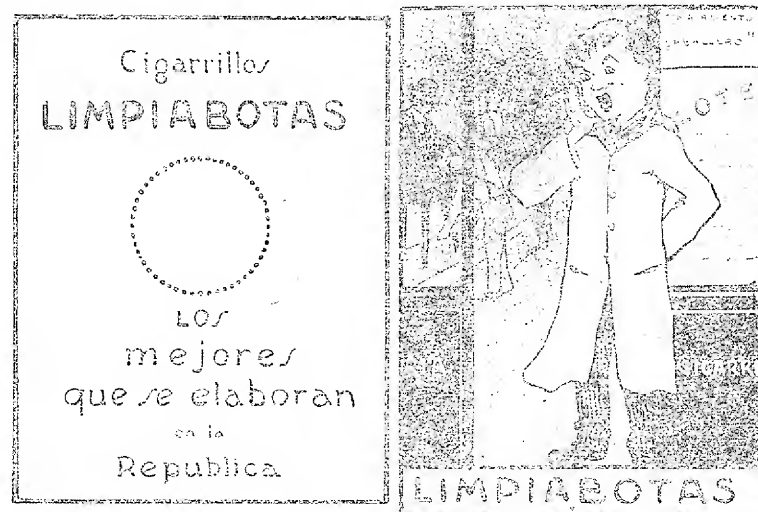 Cigarrillos
LIMPIABOTAS
LOS
mejores
que se elaboran
en la
Republica
LIMPIABOTAS